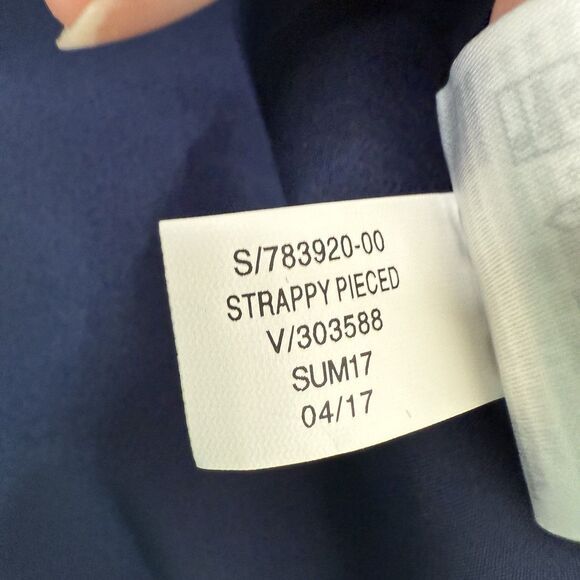 S/783920-00
STRAPPY PIECED
V/303588
SUM17
04/17